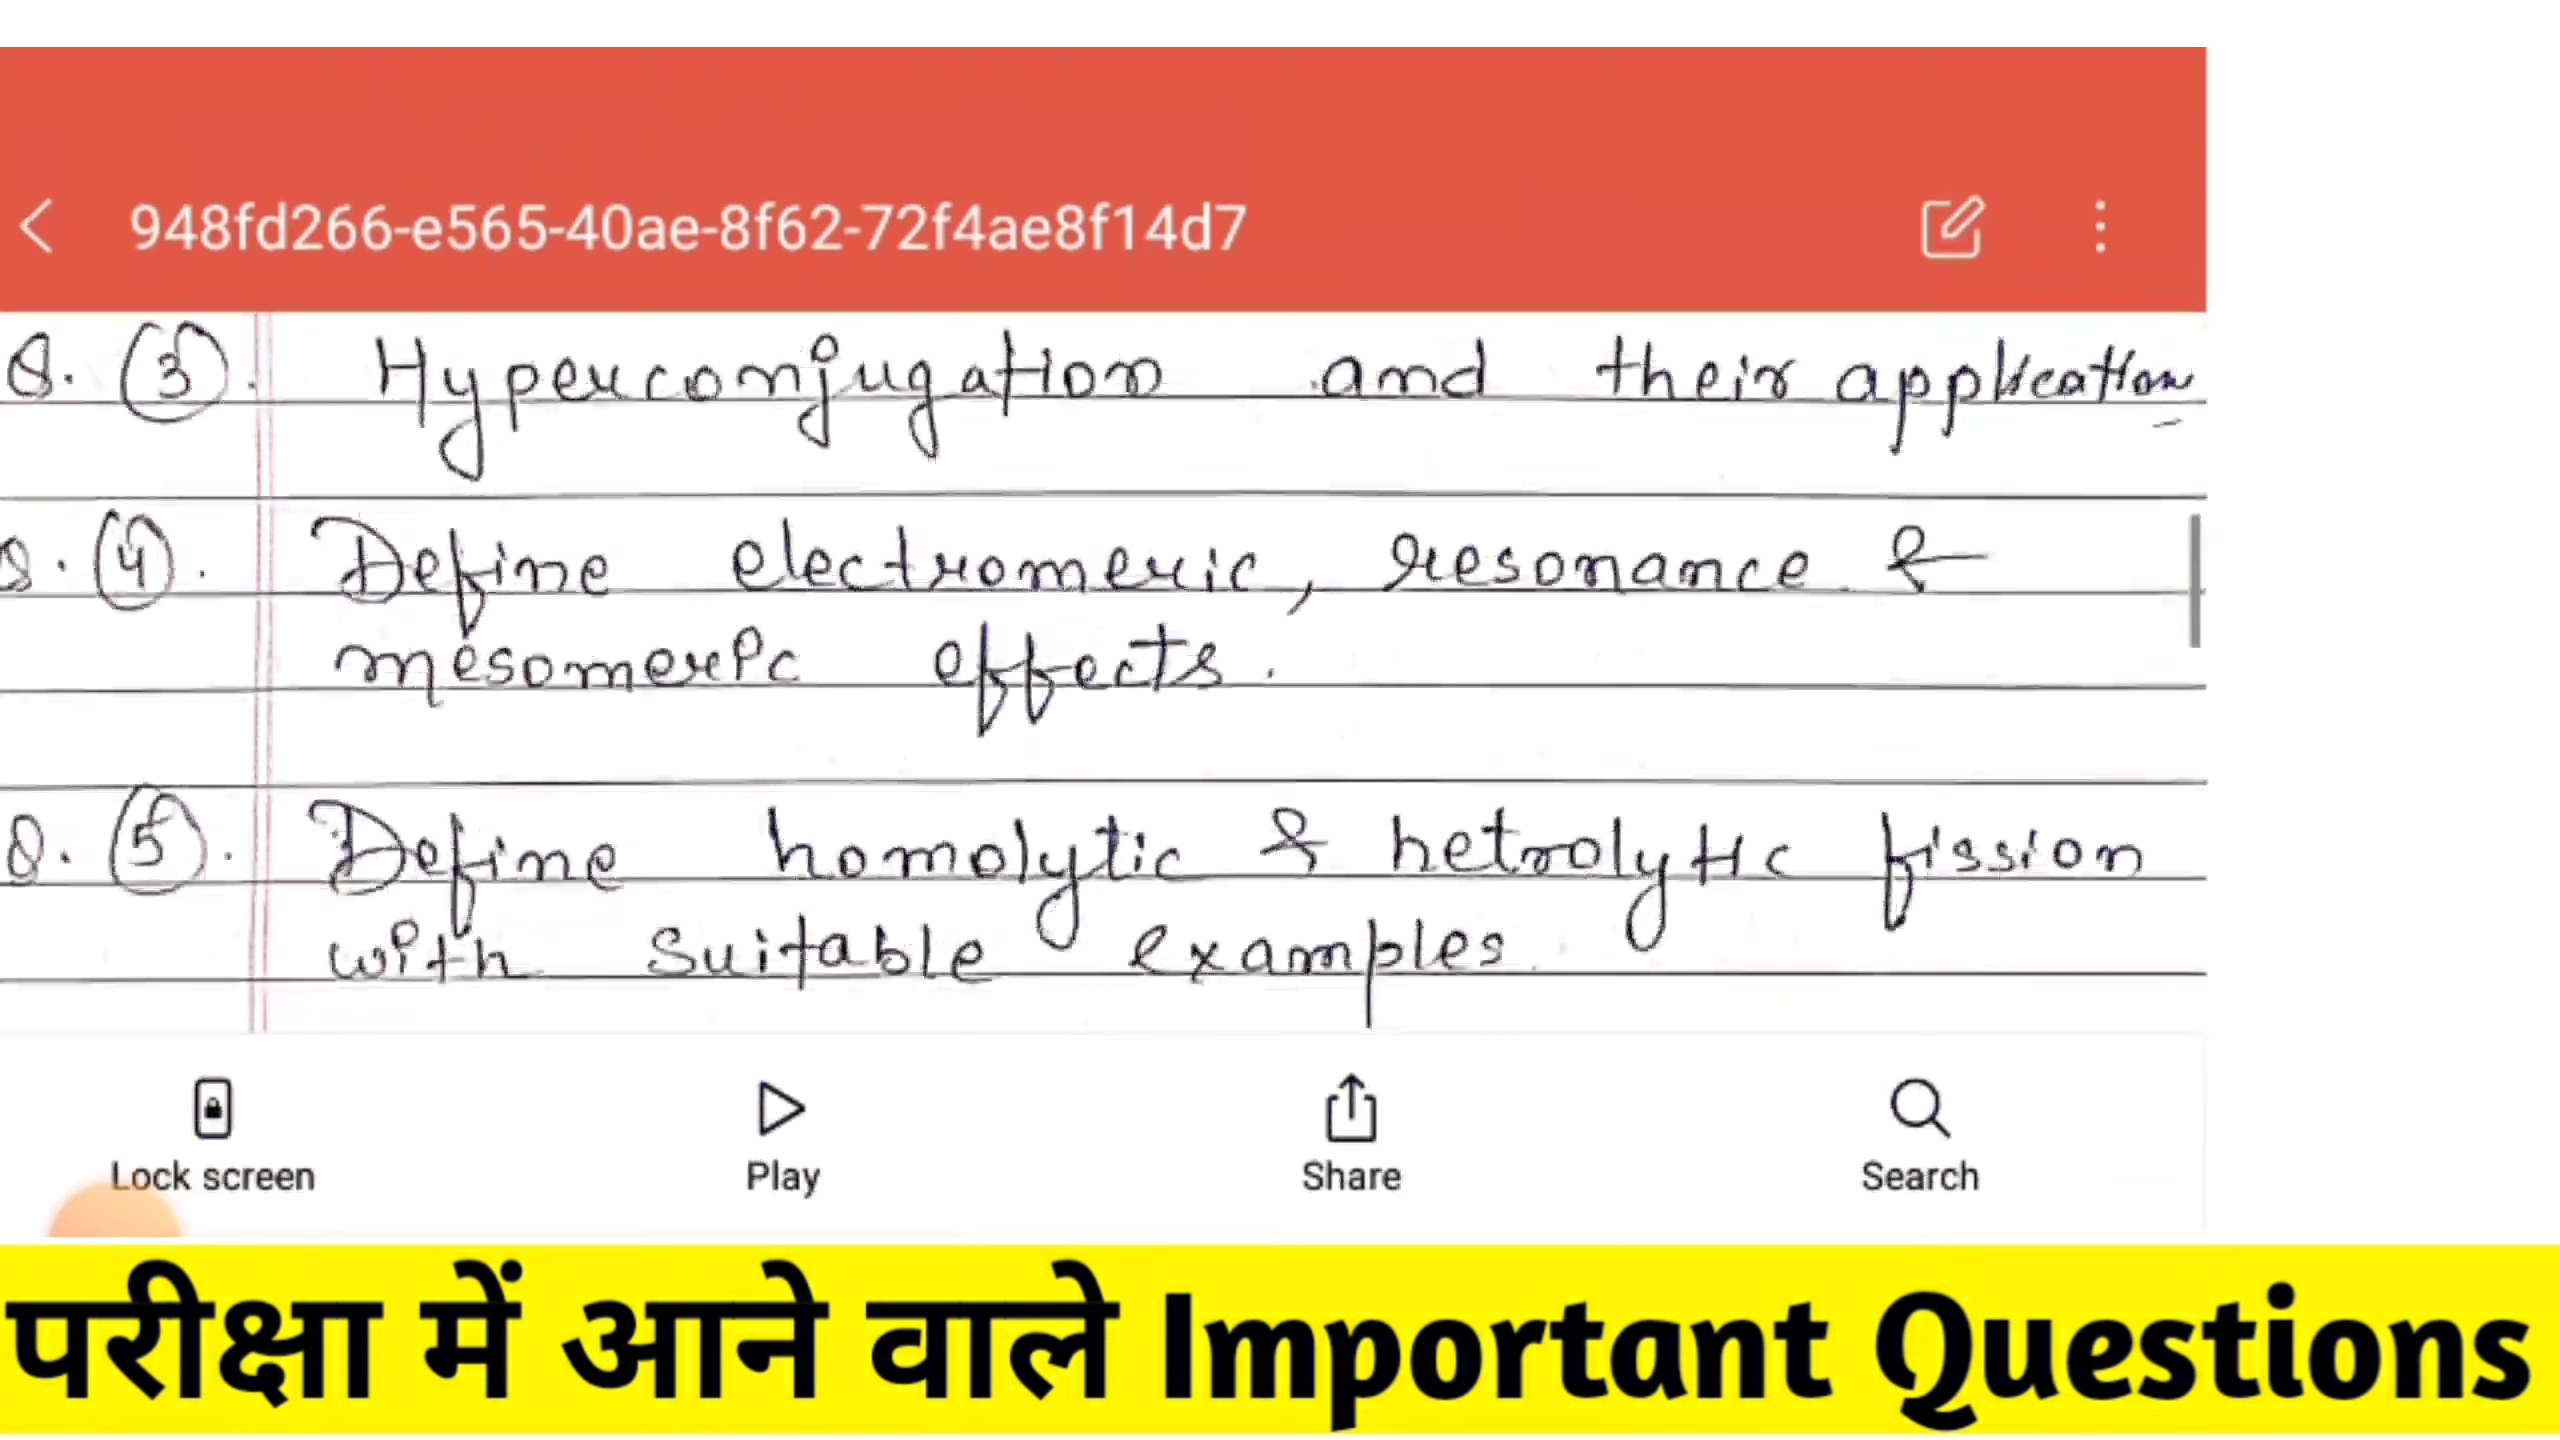 948fd266-e565-40ae-8f62-72f4ae8f14d7
Q. (3). Hyperconjugation and their application
Q. (4). Define electromeric, resonance &
mesomeric effects.
Q. (5). Define homolytic & hetrolytic fission
with suitable examples.
Lock screen Play Share Search
परीक्षा में आने वाले Important Questions